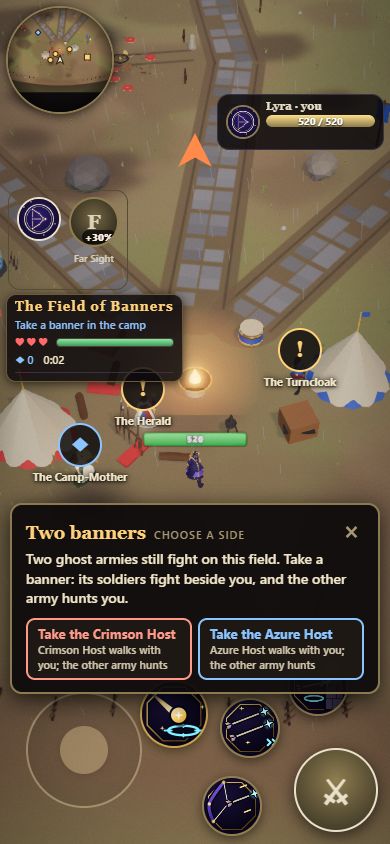 Lyra - you
520 / 520
F
+30%
Far Sight
The Field of Banners
Take a banner in the camp
0 0:02
!
The Turncloak
!
The Herald
520
The Camp-Mother
Two banners CHOOSE A SIDE ×
Two ghost armies still fight on this field. Take a
banner: its soldiers fight beside you, and the other
army hunts you.
Take the Crimson Host
Crimson Host walks with
you; the other army hunts
Take the Azure Host
Azure Host walks with you;
the other army hunts